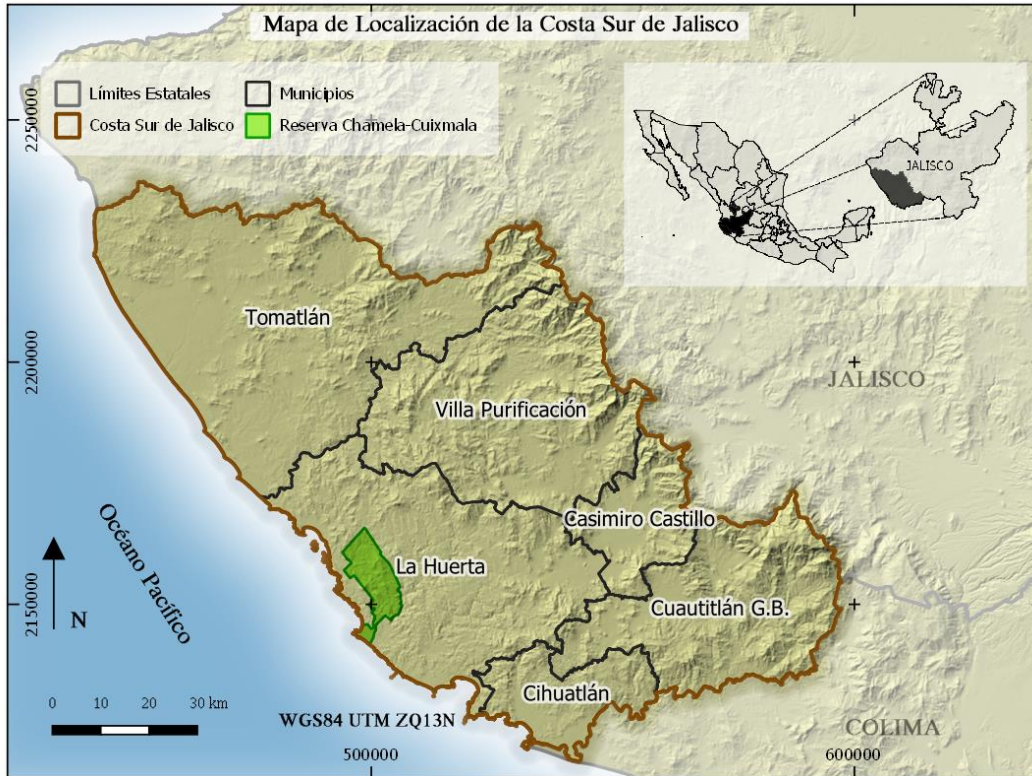 Mapa de Localización de la Costa Sur de Jalisco
Límites Estatales
Municipios
Costa Sur de Jalisco
Reserva Chamela-Cuixmala
JALISCO
2250000
2200000
2150000
Tomatlán
Villa Purificación
JALISCO
Casimiro Castillo
La Huerta
Cuautitlán G.B.
Cihuatlán
Océano Pacífico
N
0 10 20 30 km
WGS84 UTM ZQ13N
COLIMA
500000
600000